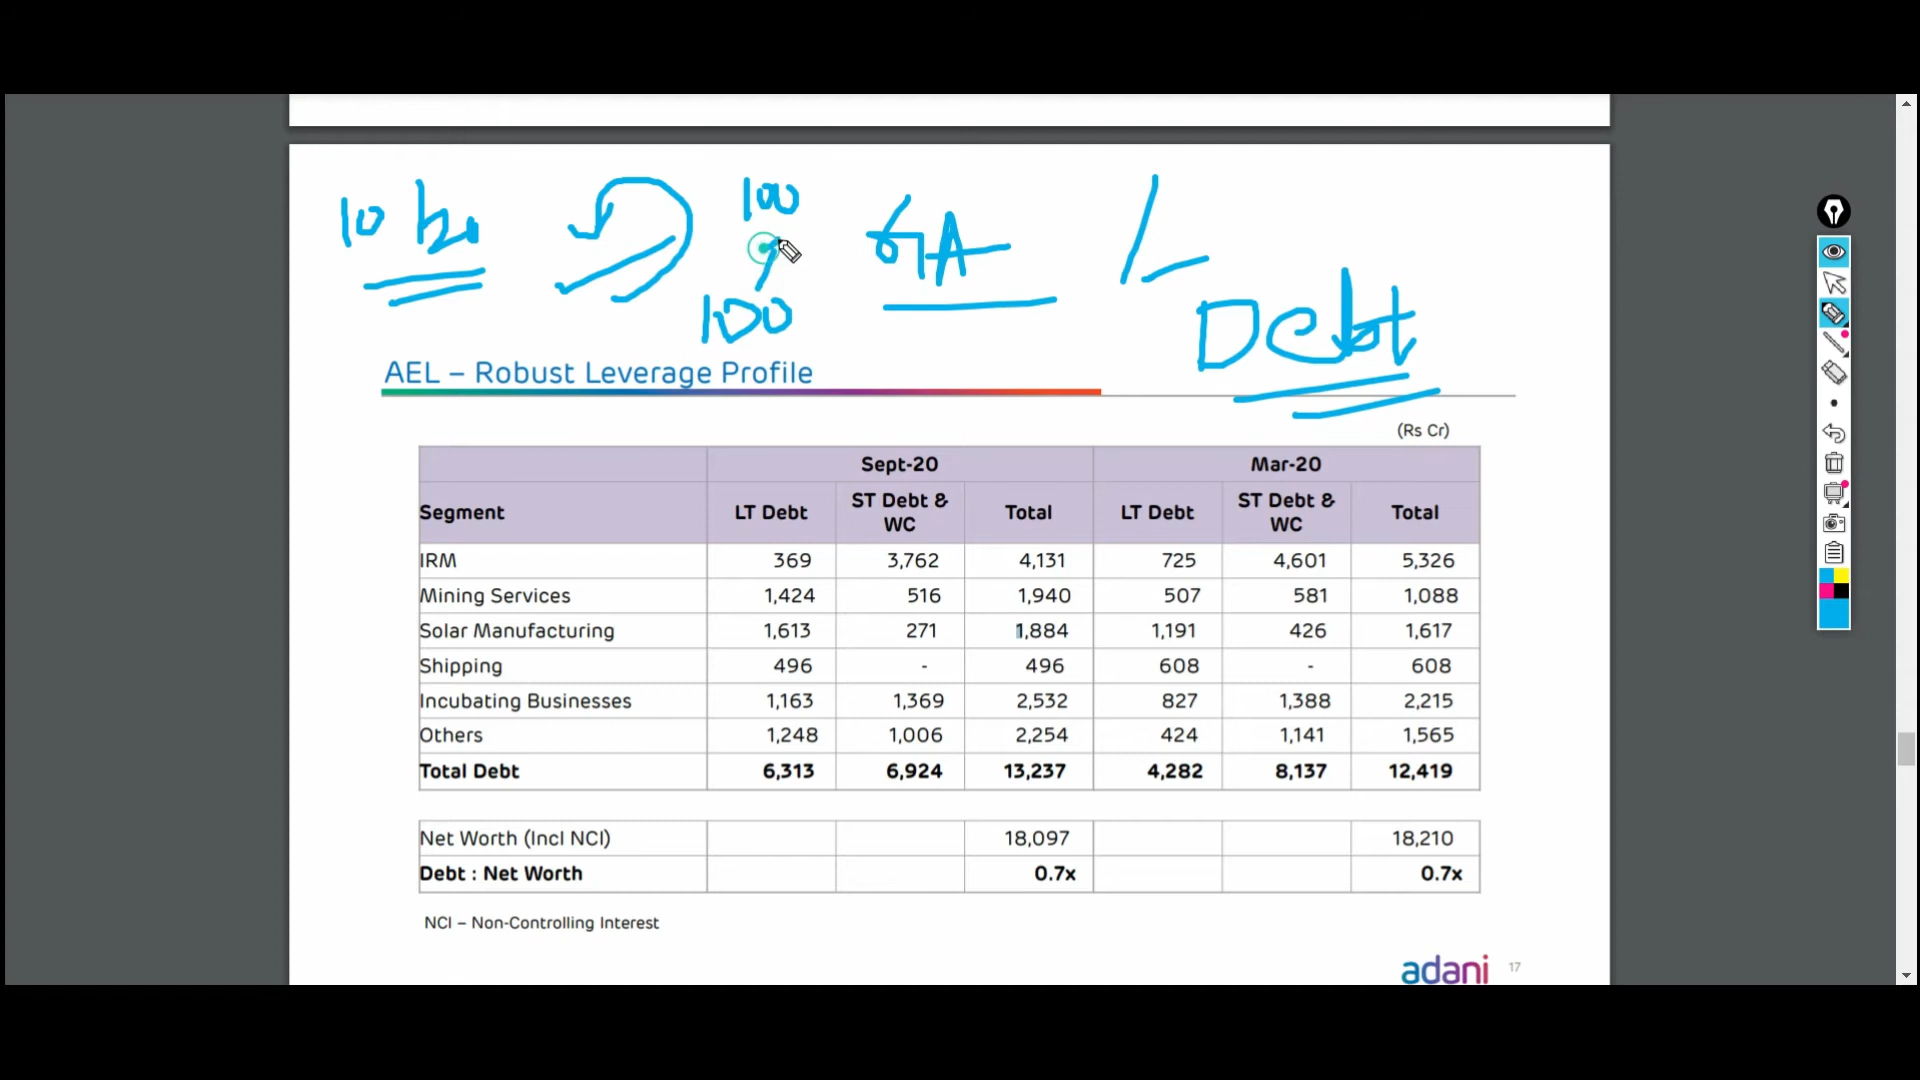 100
10
100
Debt
AEL – Robust Leverage Profile
(Rs Cr)
Sept-20 Mar-20
Segment LT Debt ST Debt & WC Total LT Debt ST Debt & WC Total
IRM 369 3,762 4,131 725 4,601 5,326
Mining Services 1,424 516 1,940 507 581 1,088
Solar Manufacturing 1,613 271 1,884 1,191 426 1,617
Shipping 496 - 496 608 - 608
Incubating Businesses 1,163 1,369 2,532 827 1,388 2,215
Others 1,248 1,006 2,254 424 1,141 1,565
Total Debt 6,313 6,924 13,237 4,282 8,137 12,419
Net Worth (Incl NCI) 18,097 18,210
Debt : Net Worth 0.7x 0.7x
NCI – Non-Controlling Interest
adani 17